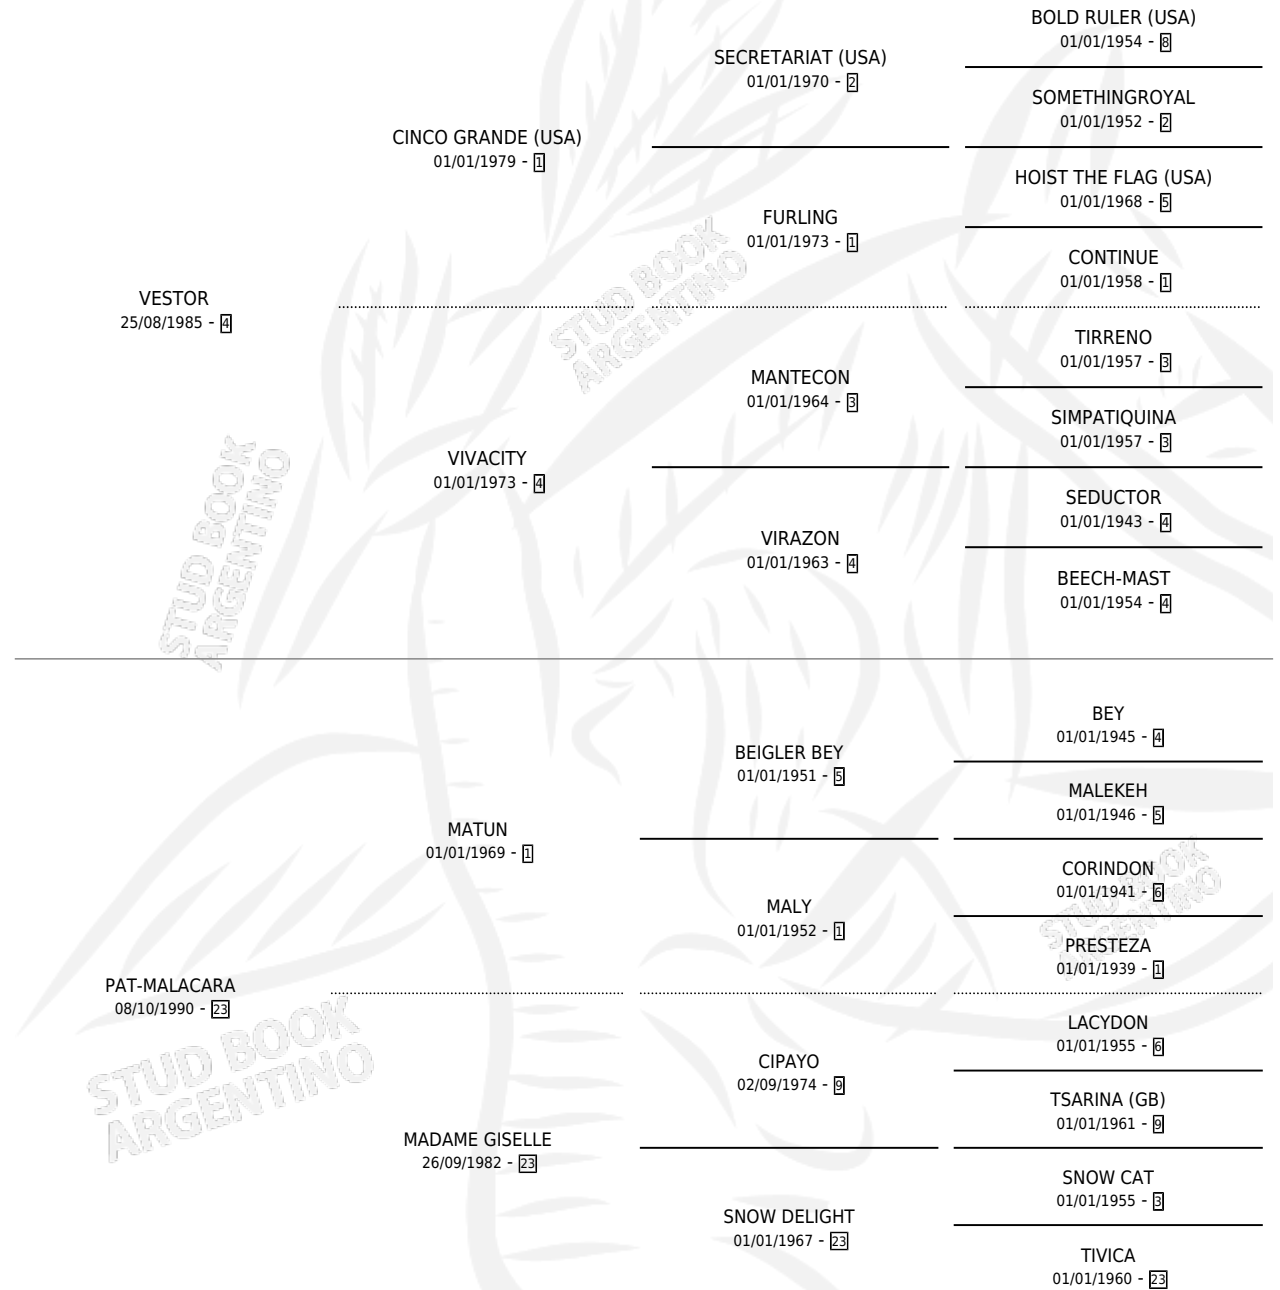 BOLD RULER (USA)
01/01/1954 - 8
SECRETARIAT (USA)
01/01/1970 - 2
SOMETHINGROYAL
01/01/1952 - 2
CINCO GRANDE (USA)
01/01/1979 - 1
HOIST THE FLAG (USA)
01/01/1968 - 5
FURLING
01/01/1973 - 1
CONTINUE
01/01/1958 - 1
VESTOR
25/08/1985 - 4
TIRRENO
01/01/1957 - 3
MANTECON
01/01/1964 - 3
SIMPATIQUINA
01/01/1957 - 3
VIVACITY
01/01/1973 - 4
SEDUCTOR
01/01/1943 - 4
VIRAZON
01/01/1963 - 4
BEECH-MAST
01/01/1954 - 4
BEY
01/01/1945 - 4
BEIGLER BEY
01/01/1951 - 5
MALEKEH
01/01/1946 - 5
MATUN
01/01/1969 - 1
CORINDON
01/01/1941 - 6
MALY
01/01/1952 - 1
PRESTEZA
01/01/1939 - 1
PAT-MALACARA
08/10/1990 - 23
LACYDON
01/01/1955 - 6
CIPAYO
02/09/1974 - 9
TSARINA (GB)
01/01/1961 - 9
MADAME GISELLE
26/09/1982 - 23
SNOW CAT
01/01/1955 - 3
SNOW DELIGHT
01/01/1967 - 23
TIVICA
01/01/1960 - 23
STUD BOOK
ARGENTINO
STUD BOOK
ARGENTINO
STUD BOOK
ARGENTINO
STUD BOOK
ARGENTINO